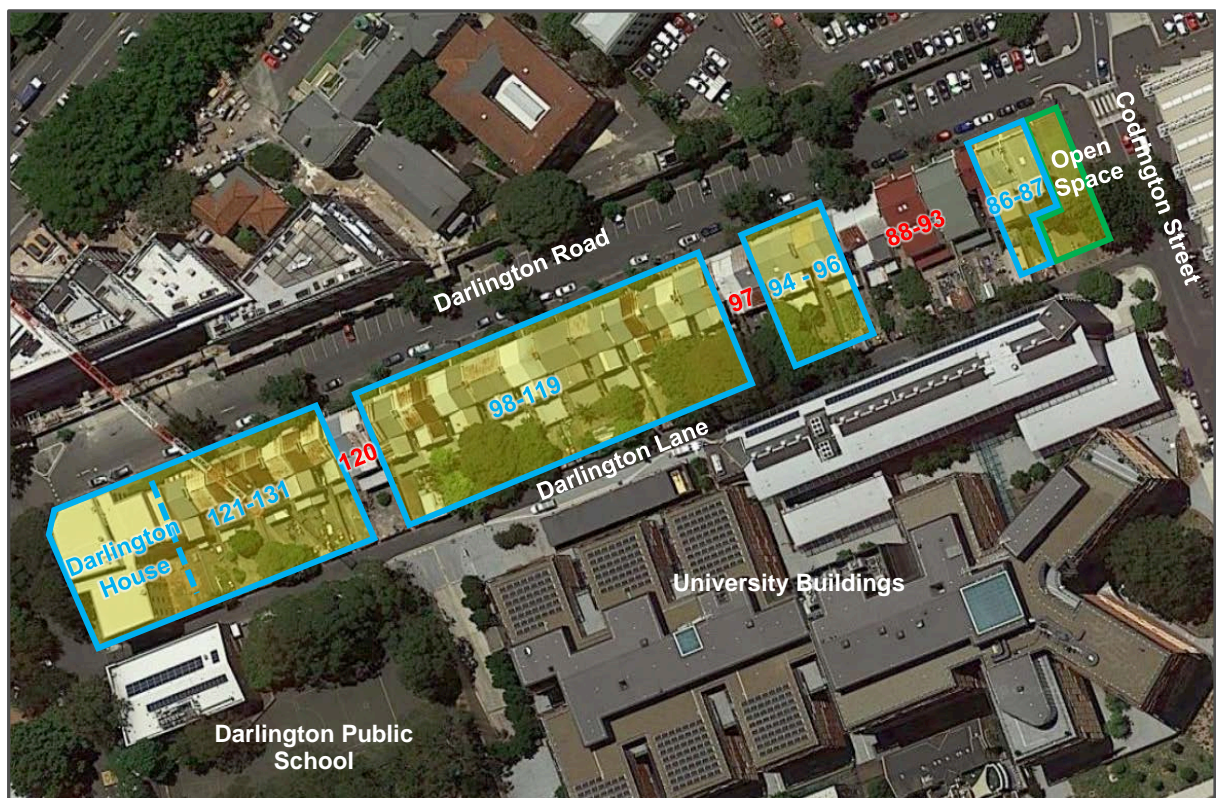 Codrington Street
Open
Space
86-87
88-93
Darlington Road
94 - 96
97
98-119
Darlington Lane
120
121-131
Darlington
House
University Buildings
Darlington Public
School